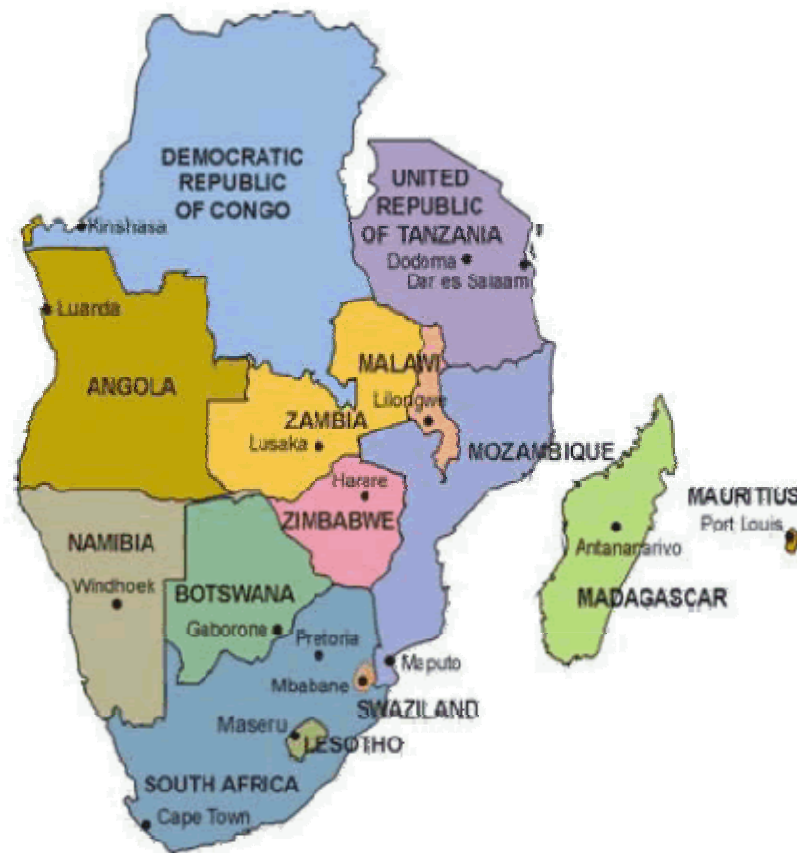 DEMOCRATIC
REPUBLIC
OF CONGO
UNITED
REPUBLIC
OF TANZANIA
Kinshasa
Dodoma
Dar es Salaam
Luanda
MALAWI
ANGOLA
Lilongwe
ZAMBIA
Lusaka
MOZAMBIQUE
Harare
ZIMBABWE
MAURITIUS
Port Louis
NAMIBIA
Antananarivo
Windhoek
BOTSWANA
MADAGASCAR
Gaborone
Pretoria
Maputo
Mbabane
SWAZILAND
Maseru
LESOTHO
SOUTH AFRICA
Cape Town